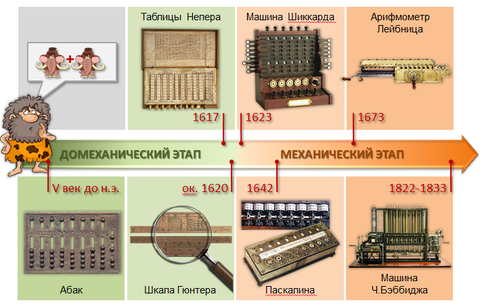 Таблицы Непера
Машина Шиккарда
Арифмометр
Лейбница
+
1617
1623
1673
ДОМЕХАНИЧЕСКИЙ ЭТАП
МЕХАНИЧЕСКИЙ ЭТАП
V век до н.э.
ок. 1620
1642
1822-1833
Абак
Шкала Гюнтера
Паскалина
Машина
Ч.Бэббиджа